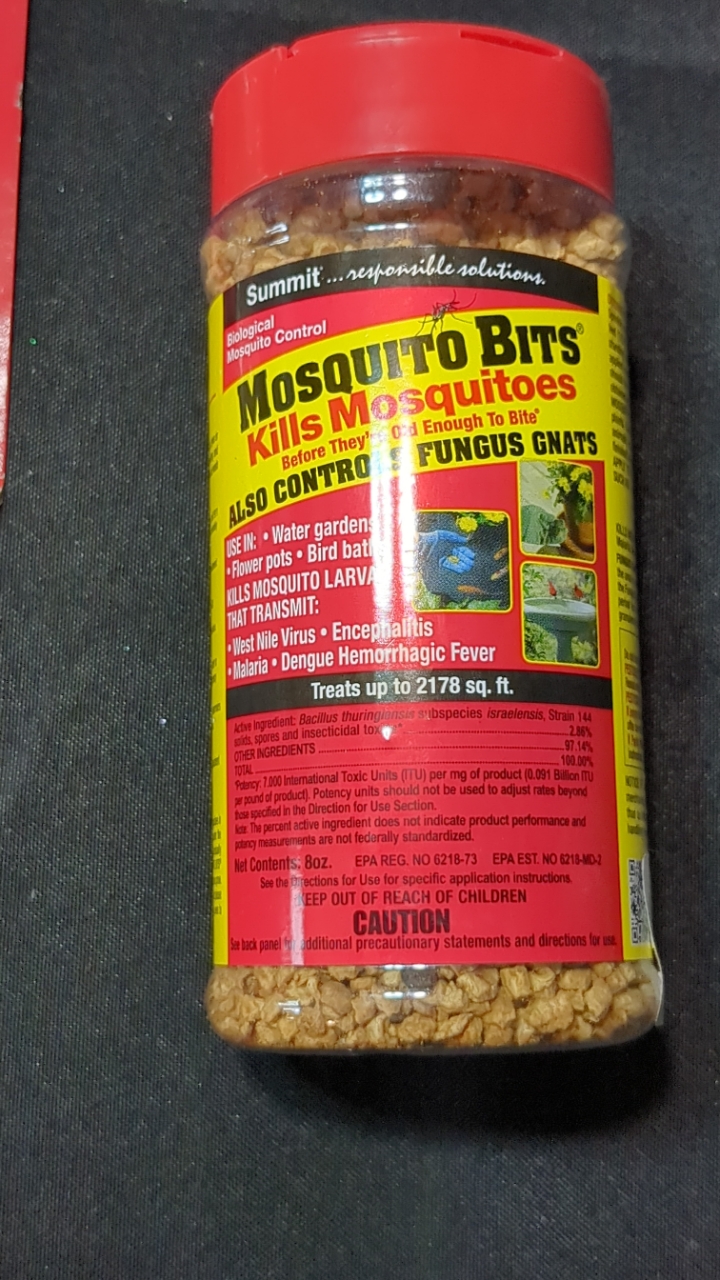 Summit ...responsible solutions.
Biological
Mosquito Control
MOSQUITO BITS®
Kills Mosquitoes
Before They're Old Enough To Bite®
ALSO CONTROLS FUNGUS GNATS
USE IN: • Water gardens
• Flower pots • Bird bath
KILLS MOSQUITO LARVA
THAT TRANSMIT:
• West Nile Virus • Encephalitis
• Malaria • Dengue Hemorrhagic Fever
Treats up to 2178 sq. ft.
Active Ingredient: Bacillus thuringiensis subspecies israelensis, Strain 144
solids, spores and insecticidal toxins* 2.86%
OTHER INGREDIENTS 97.14%
TOTAL 100.00%
*Potency: 7,000 International Toxic Units (ITU) per mg of product (0.091 Billion ITU
per pound of product). Potency units should not be used to adjust rates beyond
those specified in the Direction for Use Section.
Note: The percent active ingredient does not indicate product performance and
potency measurements are not federally standardized.
Net Contents: 8oz. EPA REG. NO 6218-73 EPA EST. NO 6218-MD-2
See the Directions for Use for specific application instructions.
KEEP OUT OF REACH OF CHILDREN
CAUTION
See back panel for additional precautionary statements and directions for use.